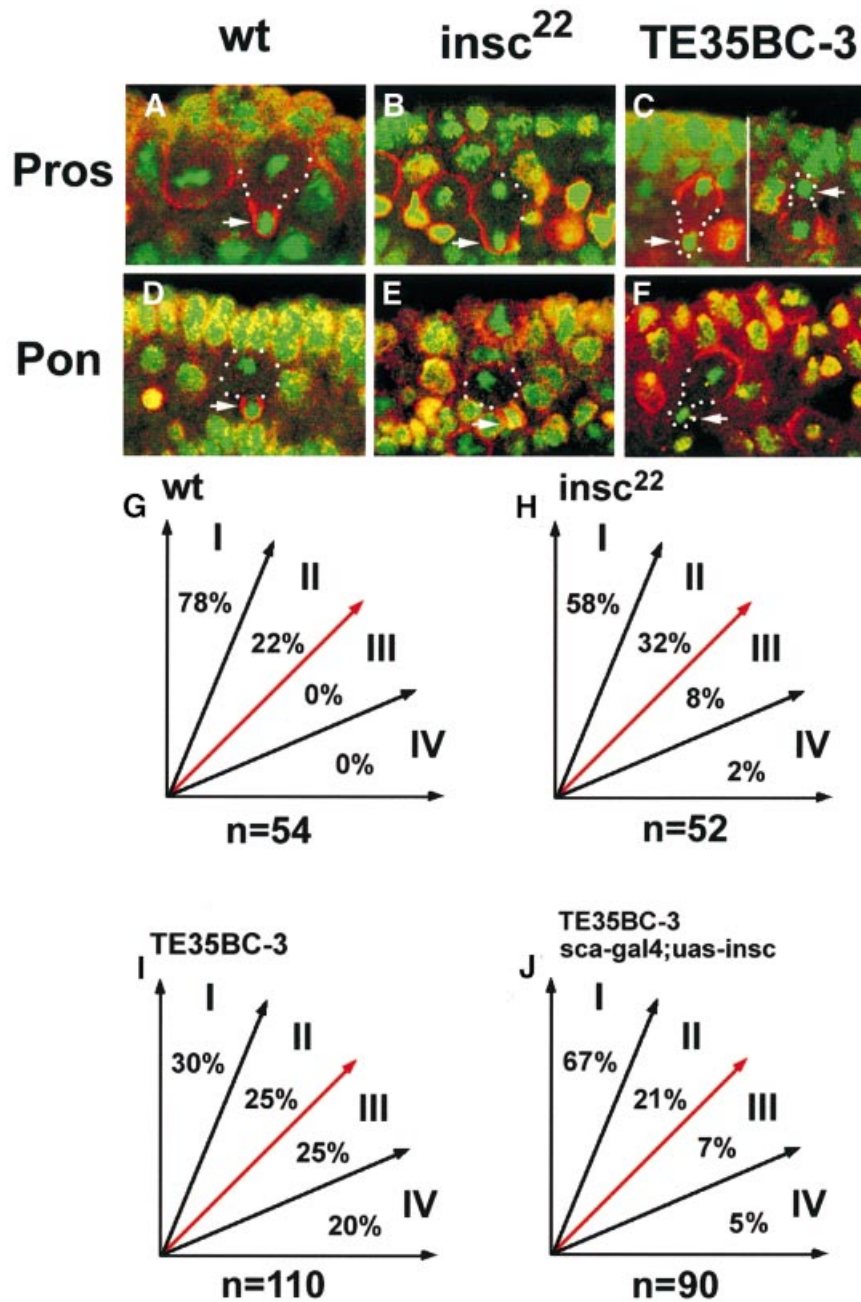 wt insc22 TE35BC-3
Pros
A B C
Pon
D E F
G wt
I
II
III
IV
78%
22%
0%
0%
n=54
H insc22
I
II
III
IV
58%
32%
8%
2%
n=52
I TE35BC-3
I
II
III
IV
30%
25%
25%
20%
n=110
J TE35BC-3
sca-gal4;uas-insc
I
II
III
IV
67%
21%
7%
5%
n=90